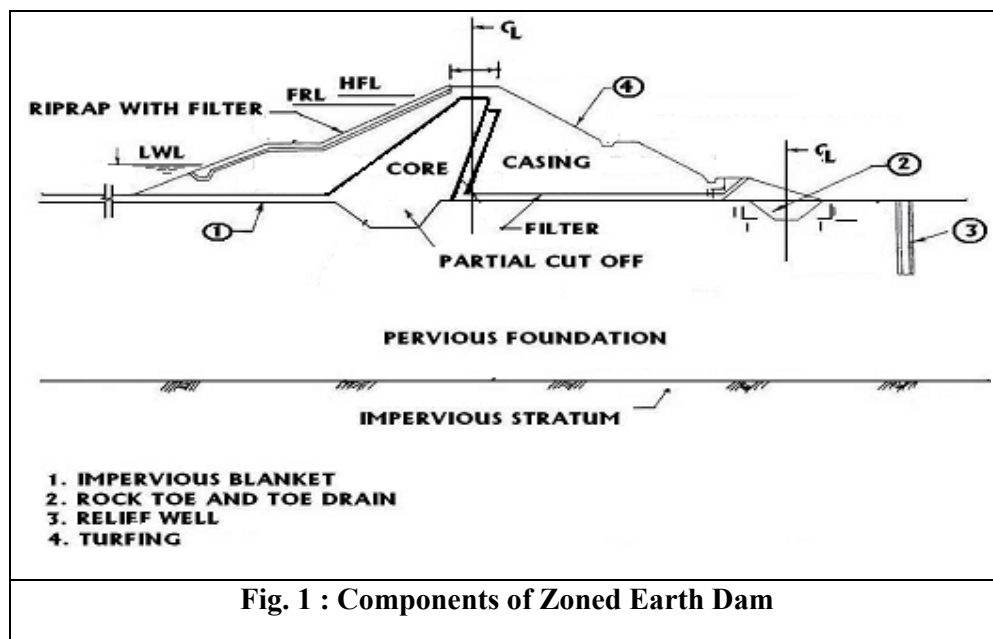 C̱L
HFL
FRL
RIPRAP WITH FILTER
4
LWL
CORE
CASING
CL
2
1
FILTER
3
PARTIAL CUT OFF
PERVIOUS FOUNDATION
IMPERVIOUS STRATUM
1. IMPERVIOUS BLANKET
2. ROCK TOE AND TOE DRAIN
3. RELIEF WELL
4. TURFING
Fig. 1 : Components of Zoned Earth Dam